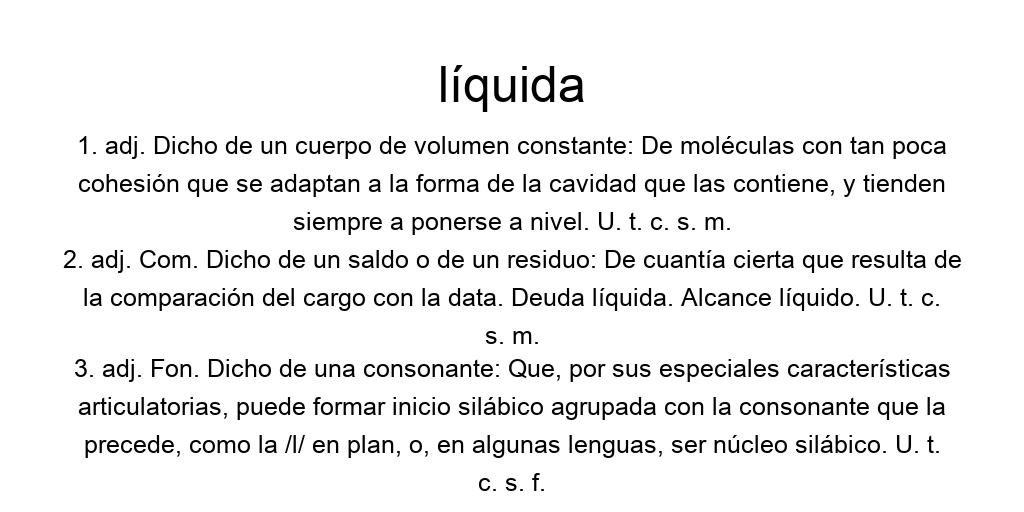 líquida
1. adj. Dicho de un cuerpo de volumen constante: De moléculas con tan poca
cohesión que se adaptan a la forma de la cavidad que las contiene, y tienden
siempre a ponerse a nivel. U. t. c. s. m.
2. adj. Com. Dicho de un saldo o de un residuo: De cuantía cierta que resulta de
la comparación del cargo con la data. Deuda líquida. Alcance líquido. U. t. c.
s. m.
3. adj. Fon. Dicho de una consonante: Que, por sus especiales características
articulatorias, puede formar inicio silábico agrupada con la consonante que la
precede, como la /l/ en plan, o, en algunas lenguas, ser núcleo silábico. U. t.
c. s. f.